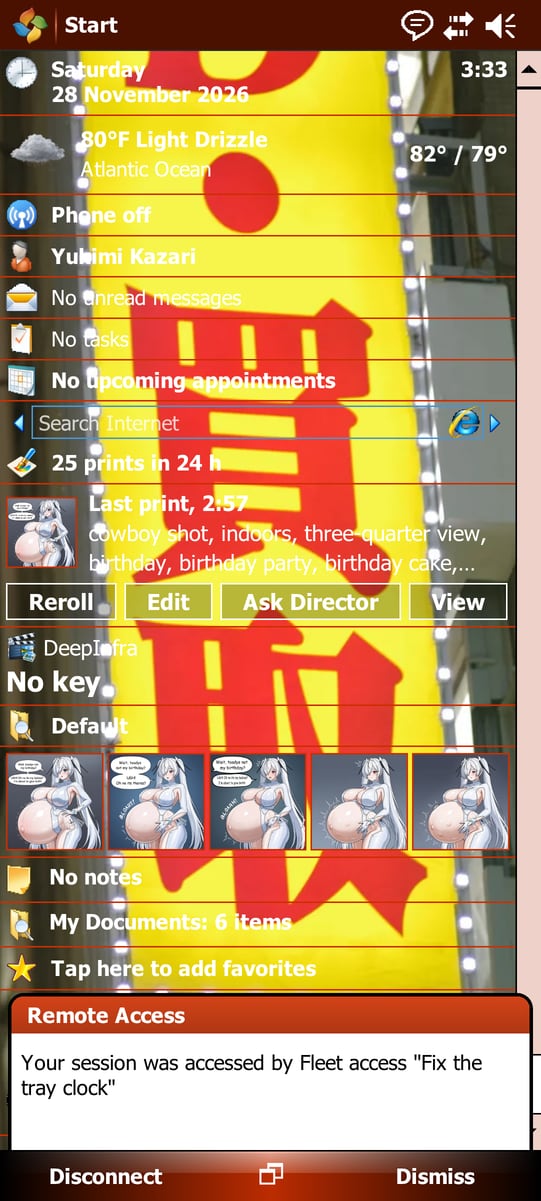 Start
Saturday
3:33
28 November 2026
80°F Light Drizzle
82° / 79°
Atlantic Ocean
Phone off
Yukimi Kazari
No unread messages
No tasks
No upcoming appointments
Search Internet
25 prints in 24 h
Last print, 2:57
cowboy shot, indoors, three-quarter view,
birthday, birthday party, birthday cake,...
Reroll
Edit
Ask Director
View
DeepInfra
No key
Default
No notes
My Documents: 6 items
Tap here to add favorites
Remote Access
Your session was accessed by Fleet access "Fix the
tray clock"
Disconnect
Dismiss
買
取